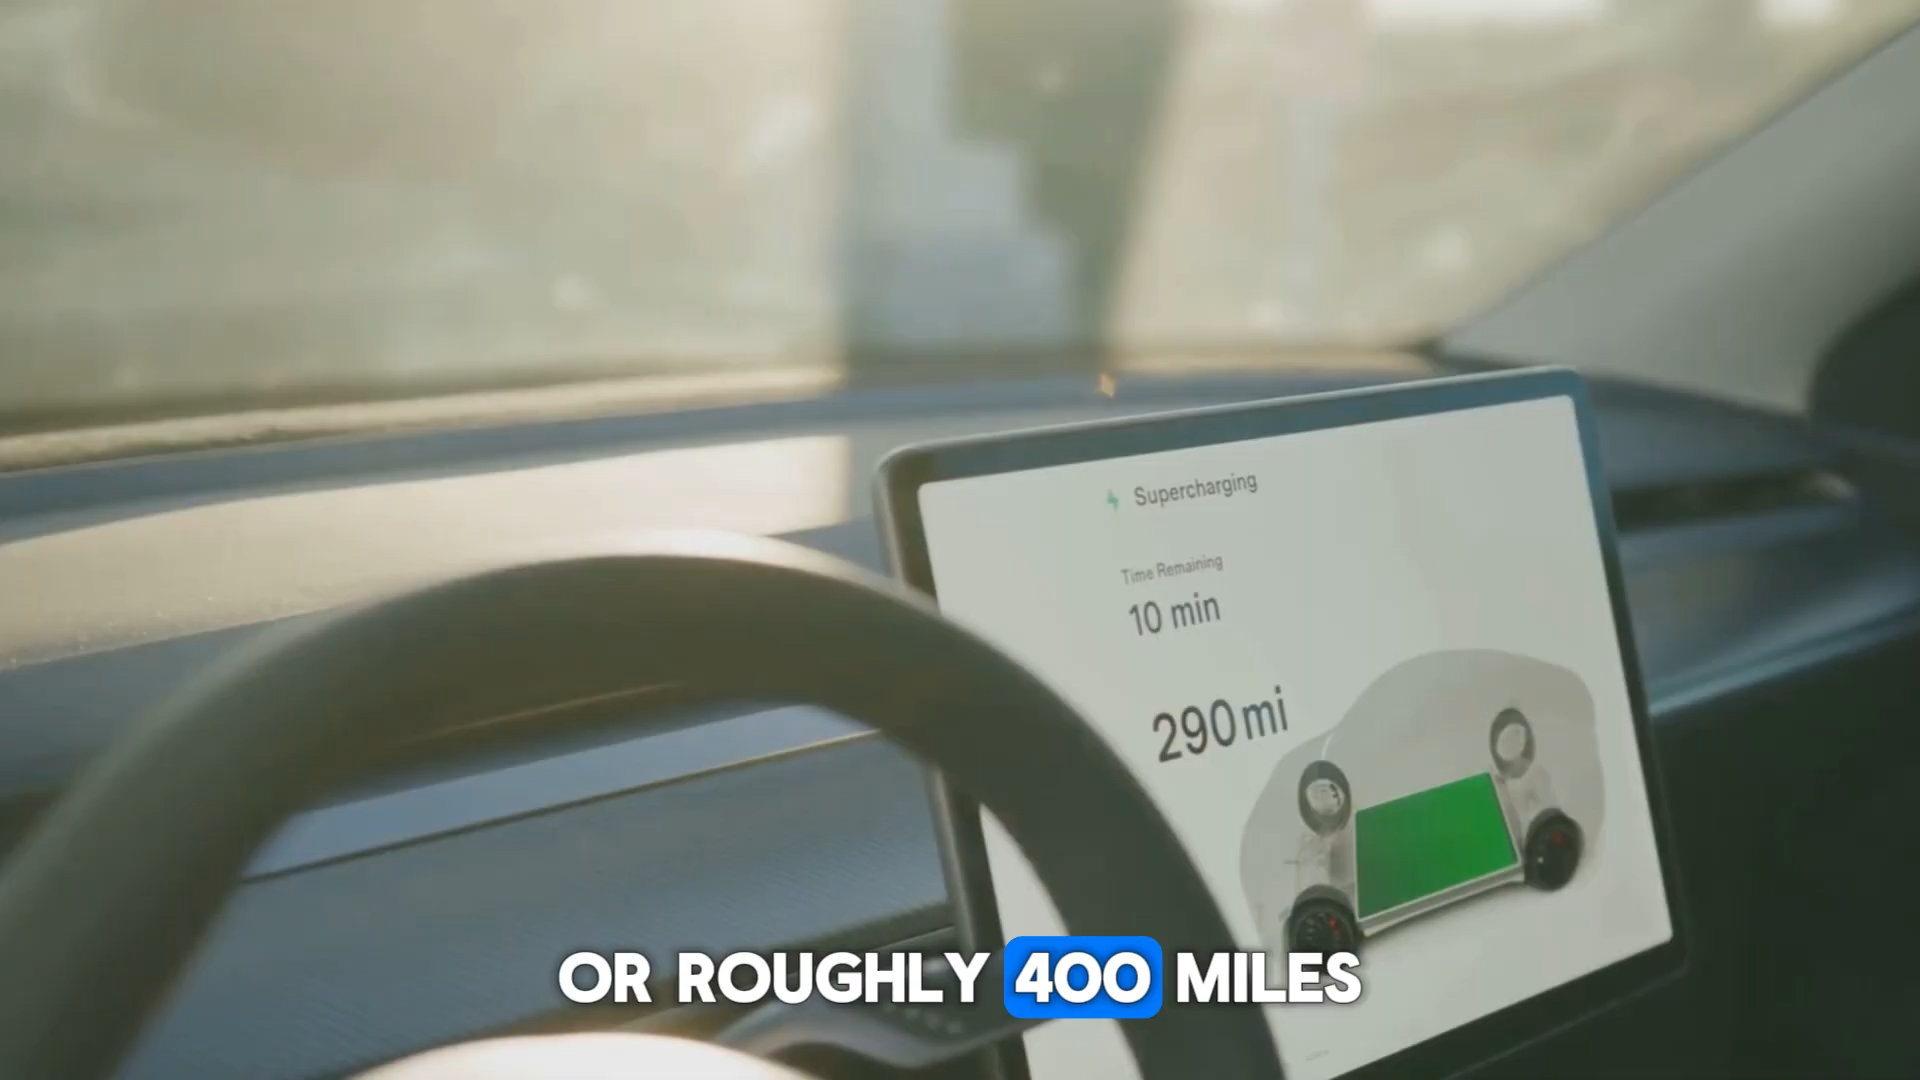 Supercharging
Time Remaining
10 min
290 mi
OR ROUGHLY 400 MILES